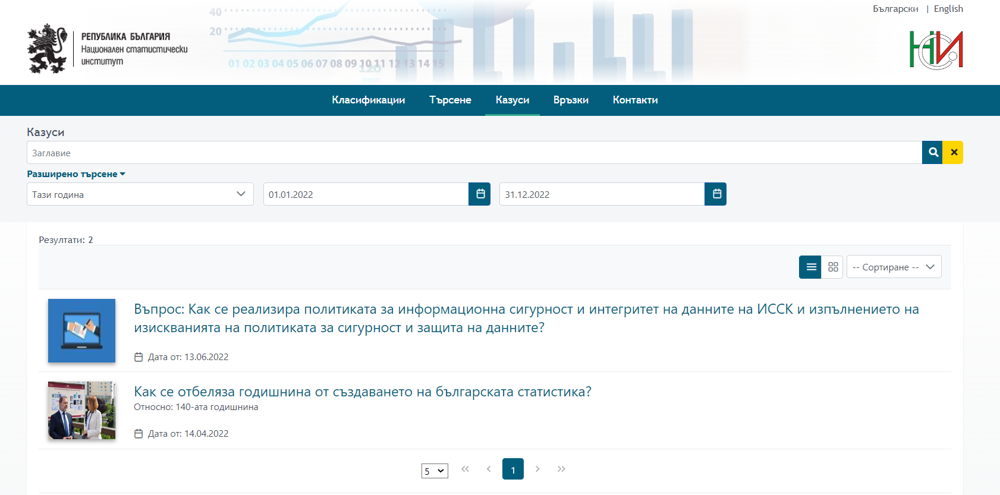 Български | English
РЕПУБЛИКА БЪЛГАРИЯ
Национален статистически
институт
40
20
01 02 03 04 05 06 07 08 09 10 11 12 13 14 15
120
НСИ
Класификации Търсене Казуси Връзки Контакти
Казуси
Заглавие
Разширено търсене
Тази година 01.01.2022 31.12.2022
Резултати: 2
-- Сортиране --
Въпрос: Как се реализира политиката за информационна сигурност и интегритет на данните на ИССК и изпълнението на
изискванията на политиката за сигурност и защита на данните?
Дата от: 13.06.2022
Как се отбеляза годишнина от създаването на българската статистика?
Относно: 140-ата годишнина
Дата от: 14.04.2022
5 « ‹ 1 › »